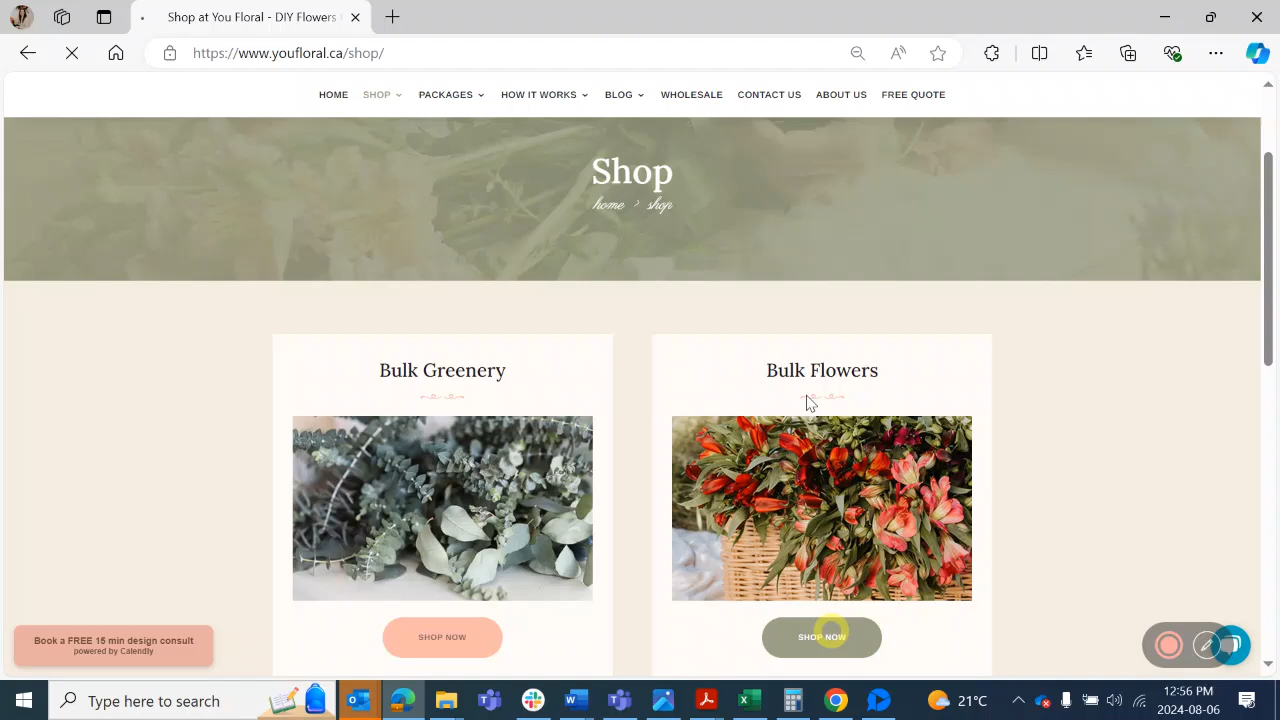 Shop at You Floral - DIY Flowers
https://www.youfloral.ca/shop/
HOME SHOP PACKAGES HOW IT WORKS BLOG WHOLESALE CONTACT US ABOUT US FREE QUOTE
Shop
home > shop
Bulk Greenery
Bulk Flowers
SHOP NOW
SHOP NOW
Book a FREE 15 min design consult
powered by Calendly
Type here to search
21°C
12:56 PM
2024-08-06